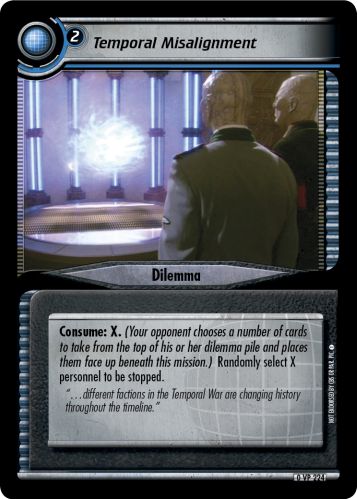 2
Temporal Misalignment
Dilemma
Consume: X. (Your opponent chooses a number of cards
to take from the top of his or her dilemma pile and places
them face up beneath this mission.) Randomly select X
personnel to be stopped.
“...different factions in the Temporal War are changing history
throughout the timeline.”
NOT ENDORSED BY CBS OR PAR. PIC.
0 VP 224